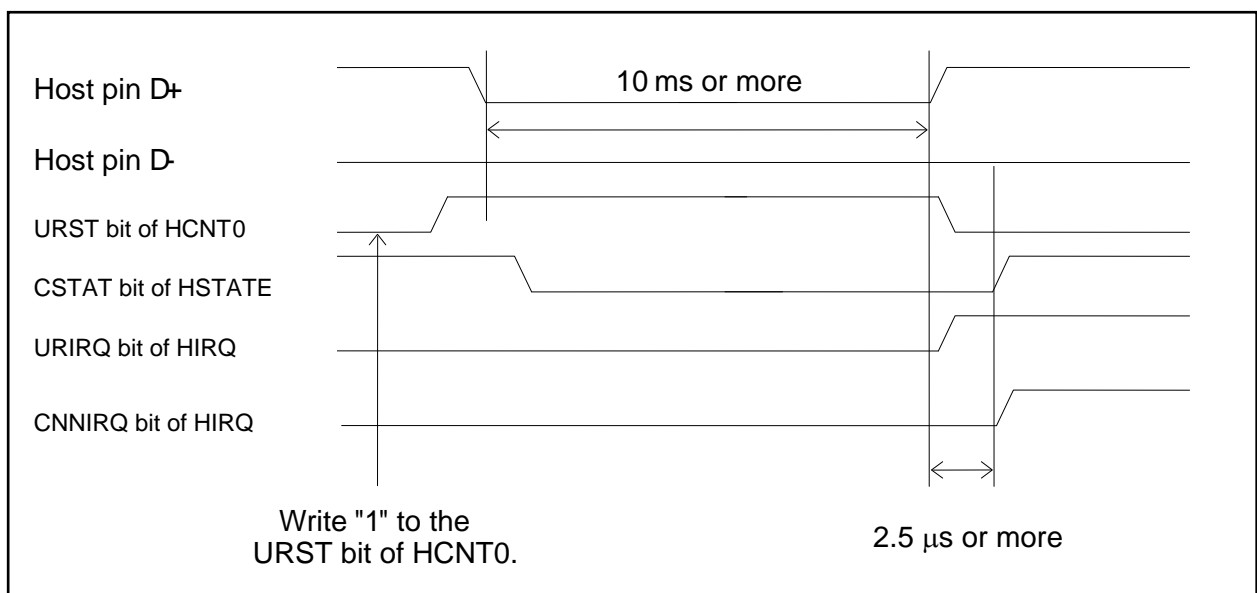 Host pin D+
10 ms or more
Host pin D-
URST bit of HCNT0
CSTAT bit of HSTATE
URIRQ bit of HIRQ
CNNIRQ bit of HIRQ
Write "1" to the
URST bit of HCNT0.
2.5 μs or more